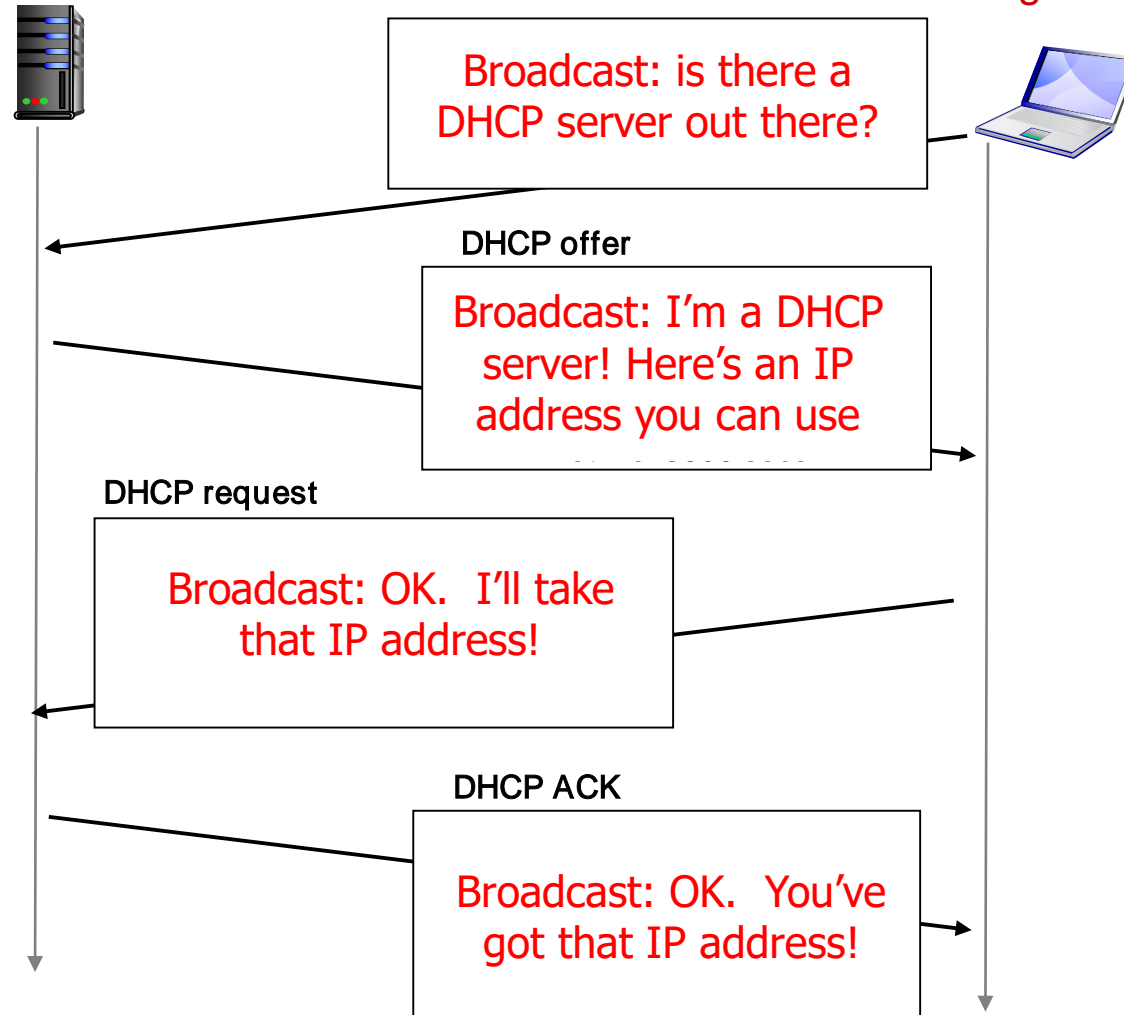 Broadcast: is there a
DHCP server out there?
DHCP offer
Broadcast: I’m a DHCP
server! Here’s an IP
address you can use
DHCP request
Broadcast: OK.  I’ll take
that IP address!
DHCP ACK
Broadcast: OK.  You’ve
got that IP address!